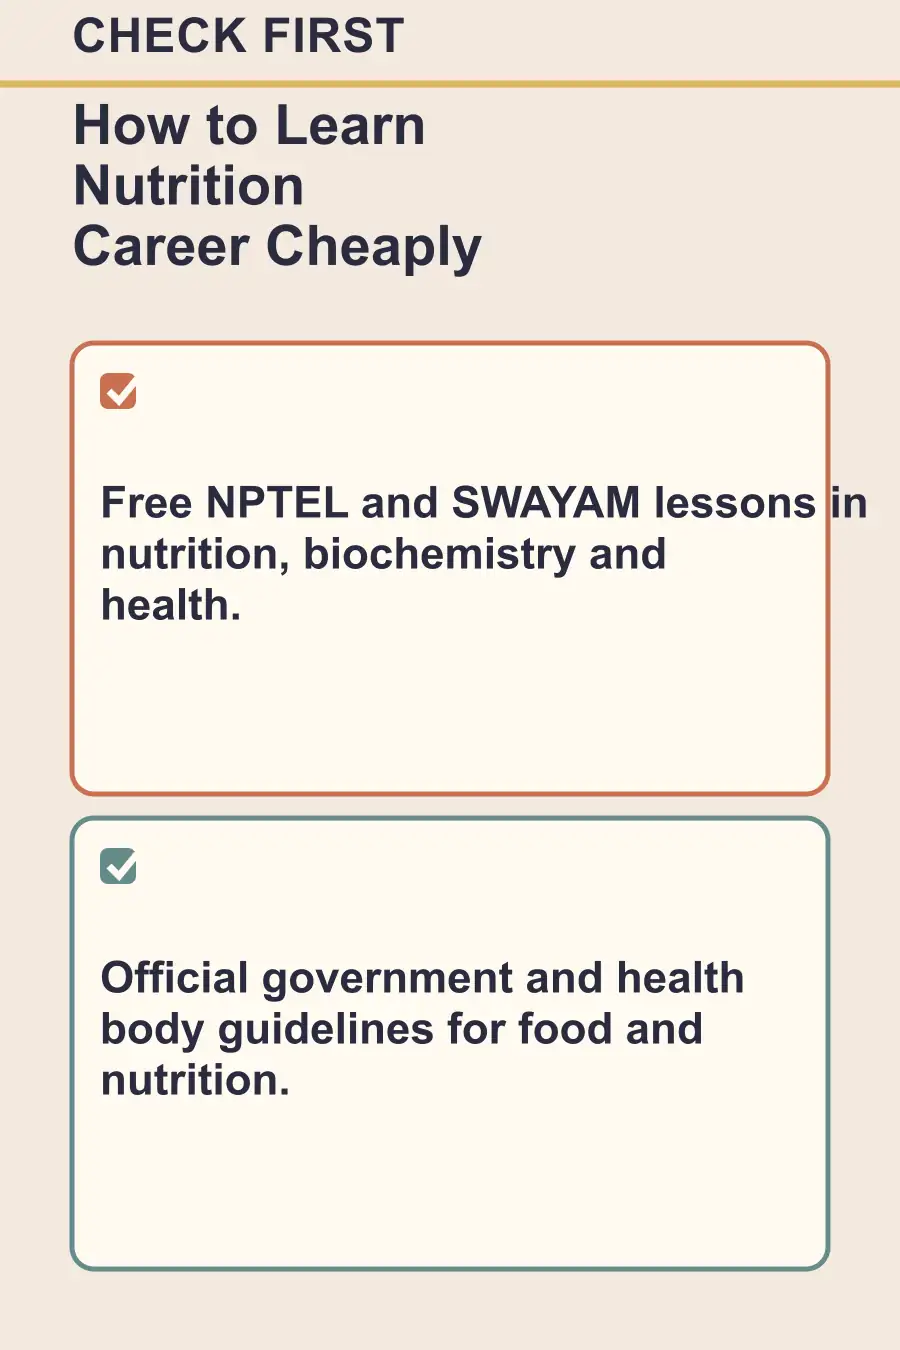 CHECK FIRST
How to Learn
Nutrition
Career Cheaply
Free NPTEL and SWAYAM lessons in
nutrition, biochemistry and
health.
Official government and health
body guidelines for food and
nutrition.